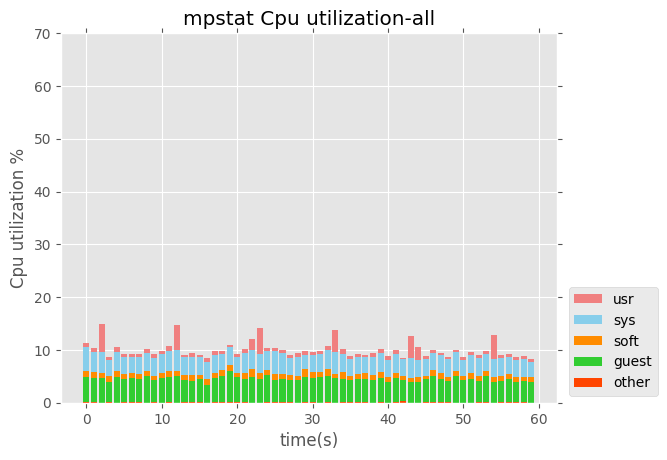 mpstat Cpu utilization-all
70
60
50
40
30
20
10
0
Cpu utilization %
0 10 20 30 40 50 60
time(s)
usr
sys
soft
guest
other